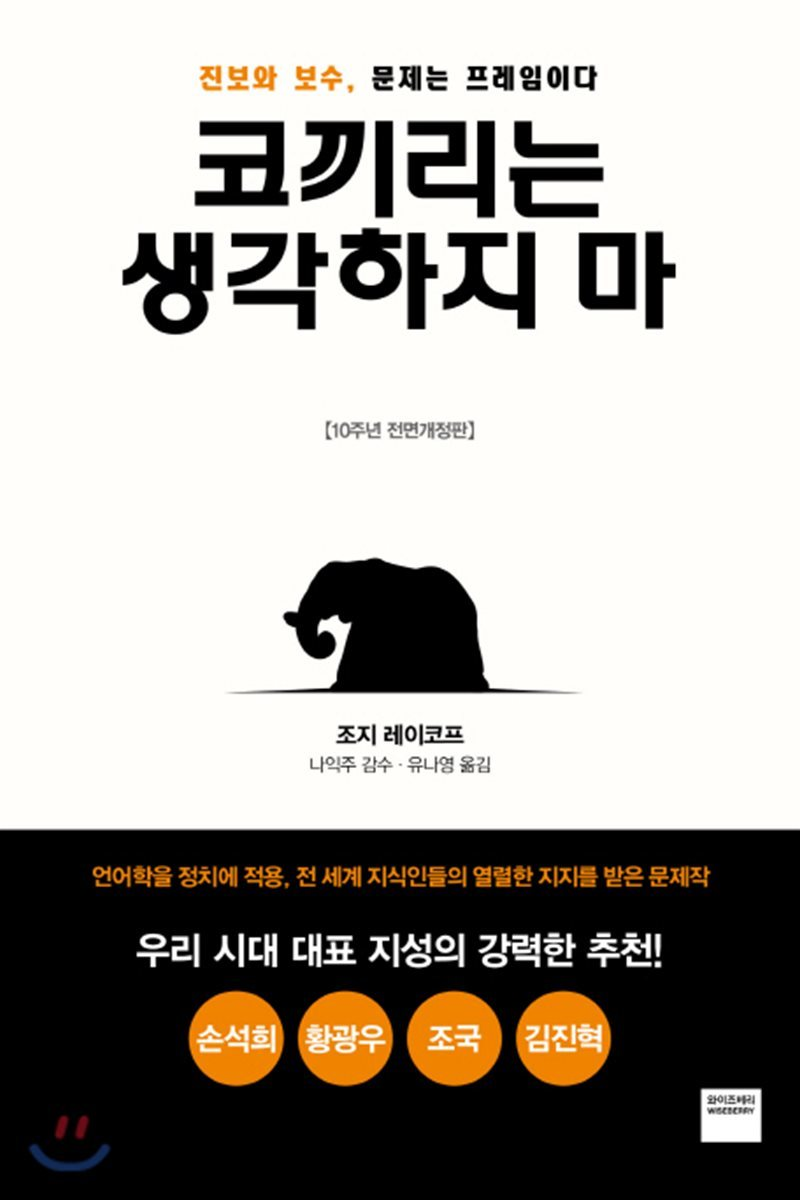 진보와 보수, 문제는 프레임이다
코끼리는
생각하지 마
【10주년 전면개정판】
조지 레이코프
나익주 감수 · 유나영 옮김
언어학을 정치에 적용, 전 세계 지식인들의 열렬한 지지를 받은 문제작
우리 시대 대표 지성의 강력한 추천!
손석희 황광우 조국 김진혁
와이즈베리
WISEBERRY